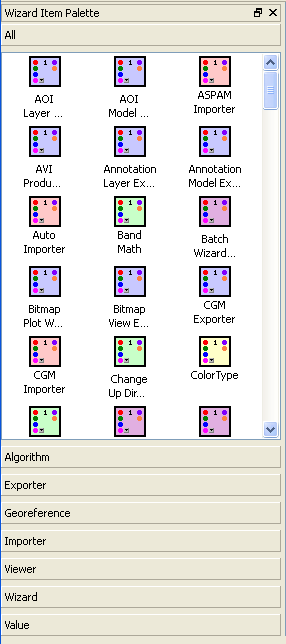 Wizard Item Palette
All
AOI AOI ASPAM
Layer ... Model ... Importer
AVI Annotation Annotation
Produ... Layer Ex... Model Ex...
Auto Band Batch
Importer Math Wizard...
Bitmap Bitmap CGM
Plot W... View E... Exporter
CGM Change ColorType
Importer Up Dir...
Algorithm
Exporter
Georeference
Importer
Viewer
Wizard
Value